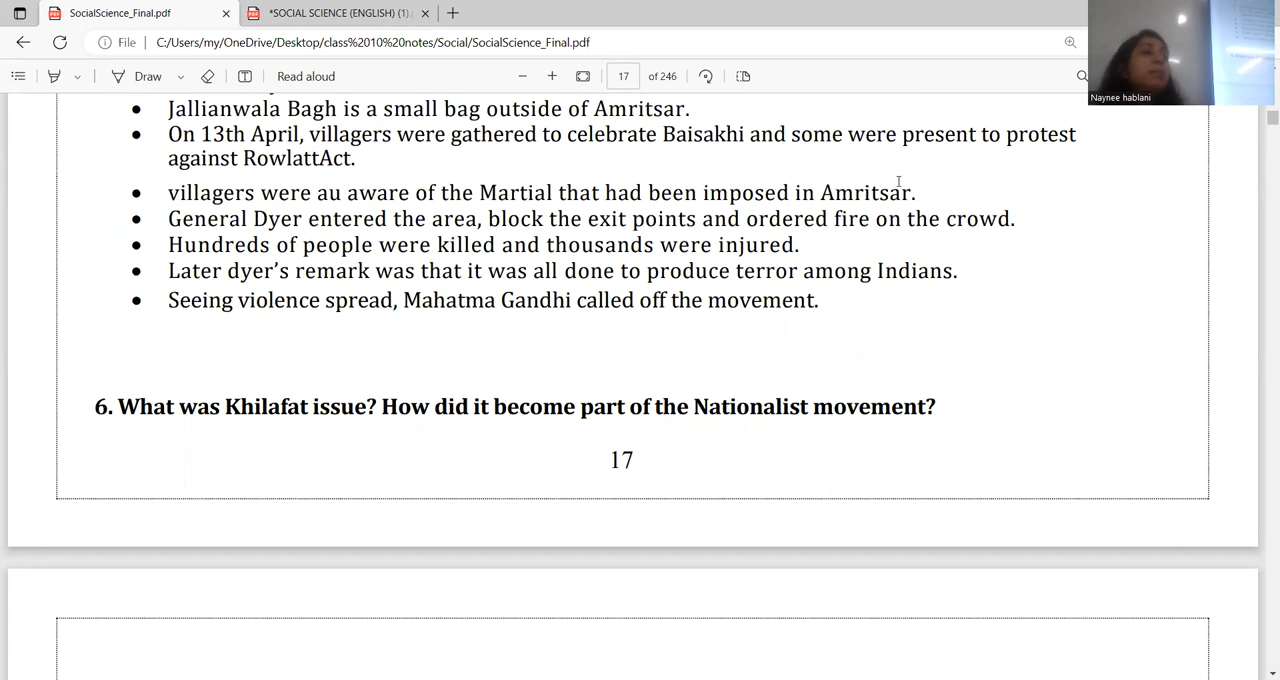 SocialScience_Final.pdf
*SOCIAL SCIENCE (ENGLISH) (1).
File C:/Users/my/OneDrive/Desktop/class%2010%20notes/Social/SocialScience_Final.pdf
Draw Read aloud 17 of 246
Naynee hablani
• Jallianwala Bagh is a small bag outside of Amritsar.
• On 13th April, villagers were gathered to celebrate Baisakhi and some were present to protest
against RowlattAct.
• villagers were au aware of the Martial that had been imposed in Amritsar.
• General Dyer entered the area, block the exit points and ordered fire on the crowd.
• Hundreds of people were killed and thousands were injured.
• Later dyer's remark was that it was all done to produce terror among Indians.
• Seeing violence spread, Mahatma Gandhi called off the movement.
6. What was Khilafat issue? How did it become part of the Nationalist movement?
17